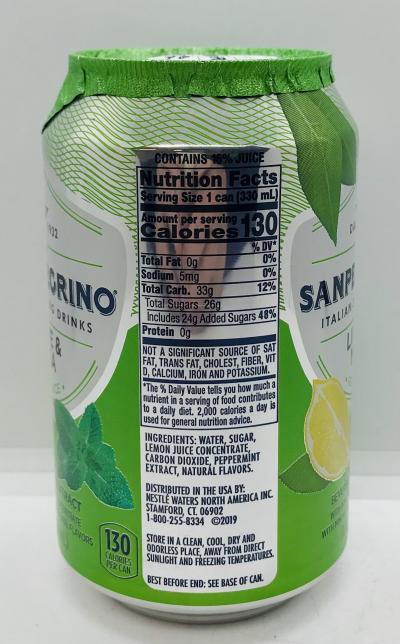 CONTAINS 16% JUICE
Nutrition Facts
Serving Size 1 can (330 mL)
Amount per serving
Calories 130
% DV*
Total Fat 0g 0%
Sodium 5mg 0%
Total Carb. 33g 12%
Total Sugars 26g
Includes 24g Added Sugars 48%
Protein 0g
NOT A SIGNIFICANT SOURCE OF SAT
FAT, TRANS FAT, CHOLEST, FIBER, VIT
D, CALCIUM, IRON AND POTASSIUM.
*The % Daily Value tells you how much a
nutrient in a serving of food contributes
to a daily diet. 2,000 calories a day is
used for general nutrition advice.
INGREDIENTS: WATER, SUGAR,
LEMON JUICE CONCENTRATE,
CARBON DIOXIDE, PEPPERMINT
EXTRACT, NATURAL FLAVORS.
DISTRIBUTED IN THE USA BY:
NESTLÉ WATERS NORTH AMERICA INC.
STAMFORD, CT. 06902
1-800-255-8334 ©2019
STORE IN A CLEAN, COOL, DRY AND
ODORLESS PLACE, AWAY FROM DIRECT
SUNLIGHT AND FREEZING TEMPERATURES.
BEST BEFORE END: SEE BASE OF CAN.
GRINO®
DRINKS
&
TRACT
FLAVORS
130
CALORIES
PER CAN
SANPE
ITALIAN
L